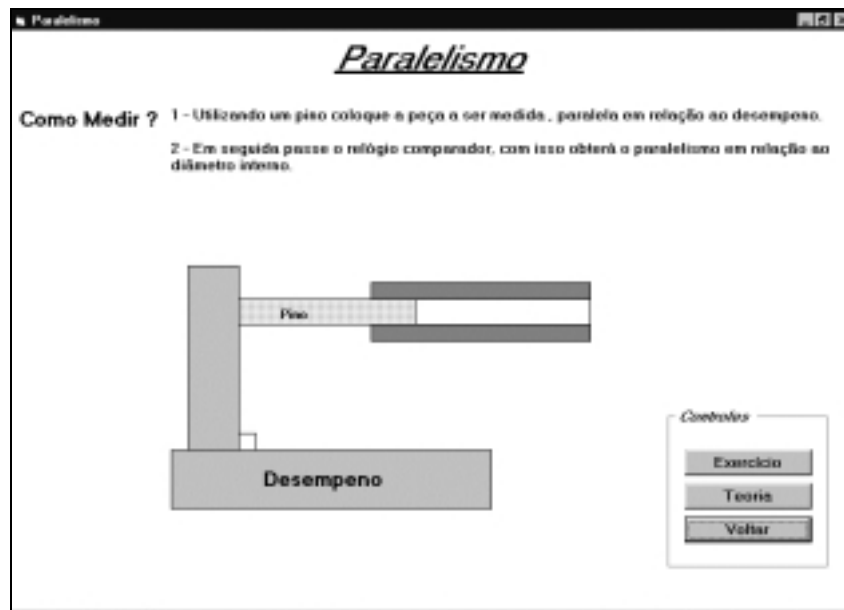 Paralelismo
Paralelismo
Como Medir ? 1 - Utilizando um pino coloque a peça a ser medida , paralela em relação ao desempeno.
2 - Em seguida passe o relógio comparador, com isso obterá o paralelismo em relação ao
diâmetro interno.
Pino
Desempeno
Controles
Exercício
Teoria
Voltar